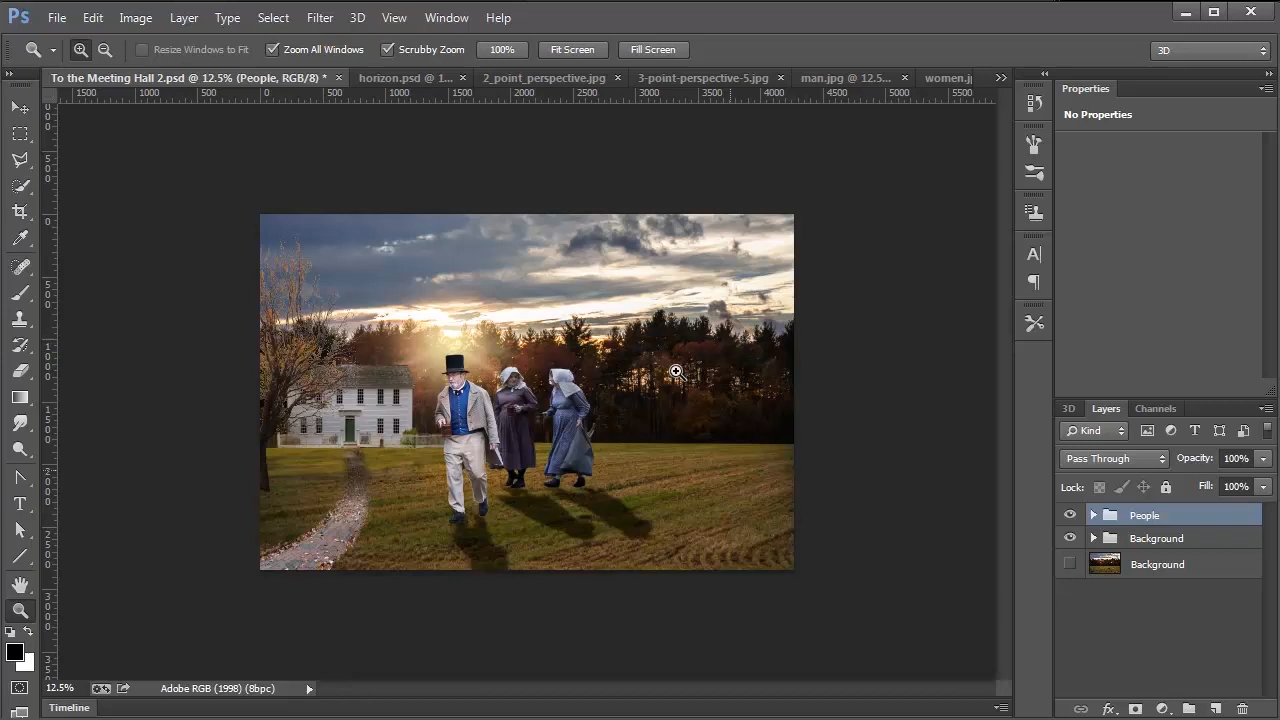 Ps File Edit Image Layer Type Select Filter 3D View Window Help
Resize Windows to Fit Zoom All Windows Scrubby Zoom 100% Fit Screen Fill Screen 3D
To the Meeting Hall 2.psd @ 12.5% (People, RGB/8) * × horizon.psd @ 1... × 2_point_perspective.jpg × 3-point-perspective-5.jpg × man.jpg @ 12.5... × women.j
1500 1000 500 0 500 1000 1500 2000 2500 3000 3500 4000 4500 5000 5500
Properties
No Properties
3D Layers Channels
Kind
Pass Through Opacity: 100%
Lock: Fill: 100%
People
Background
Background
12.5% Adobe RGB (1998) (8bpc)
Timeline